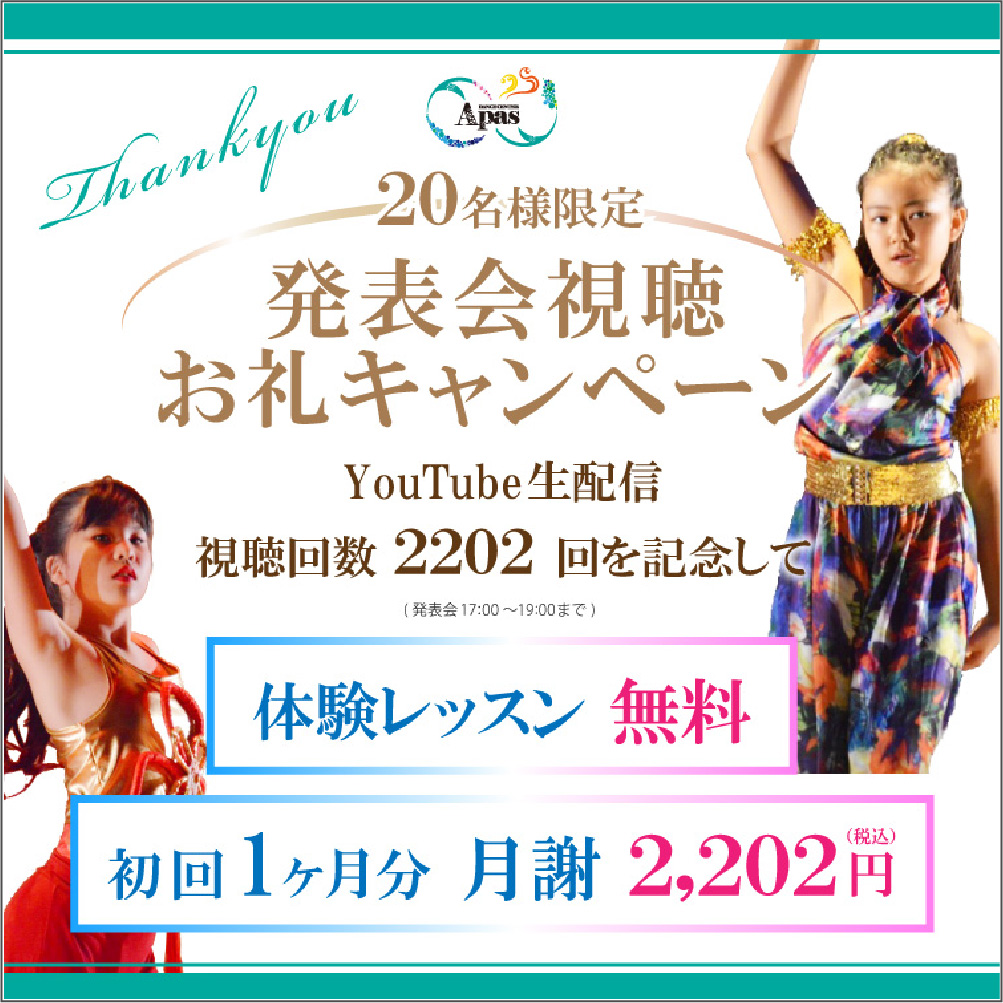 Thankyou
DANCE CENTRE
Apas
20名様限定
発表会視聴
お礼キャンペーン
YouTube生配信
視聴回数 2202 回を記念して
( 発表会17:00 〜19:00まで )
体験レッスン 無料
初回1ヶ月分 月謝 2,202円(税込)